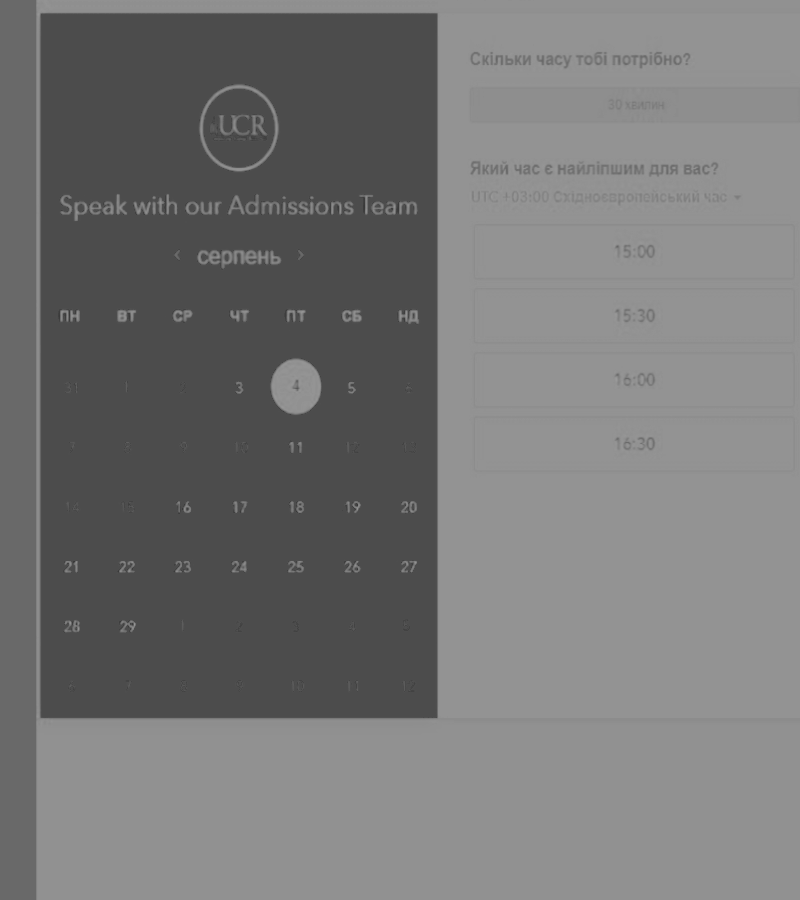 UCR
Speak with our Admissions Team
‹ серпень ›
ПН ВТ СР ЧТ ПТ СБ НД
31 1 2 3 4 5 6
7 8 9 10 11 12 13
14 15 16 17 18 19 20
21 22 23 24 25 26 27
28 29 1 2 3 4 5
6 7 8 9 10 11 12
Скільки часу тобі потрібно?
30 хвилин
Який час є найліпшим для вас?
UTC +03:00 Східноєвропейський час
15:00
15:30
16:00
16:30